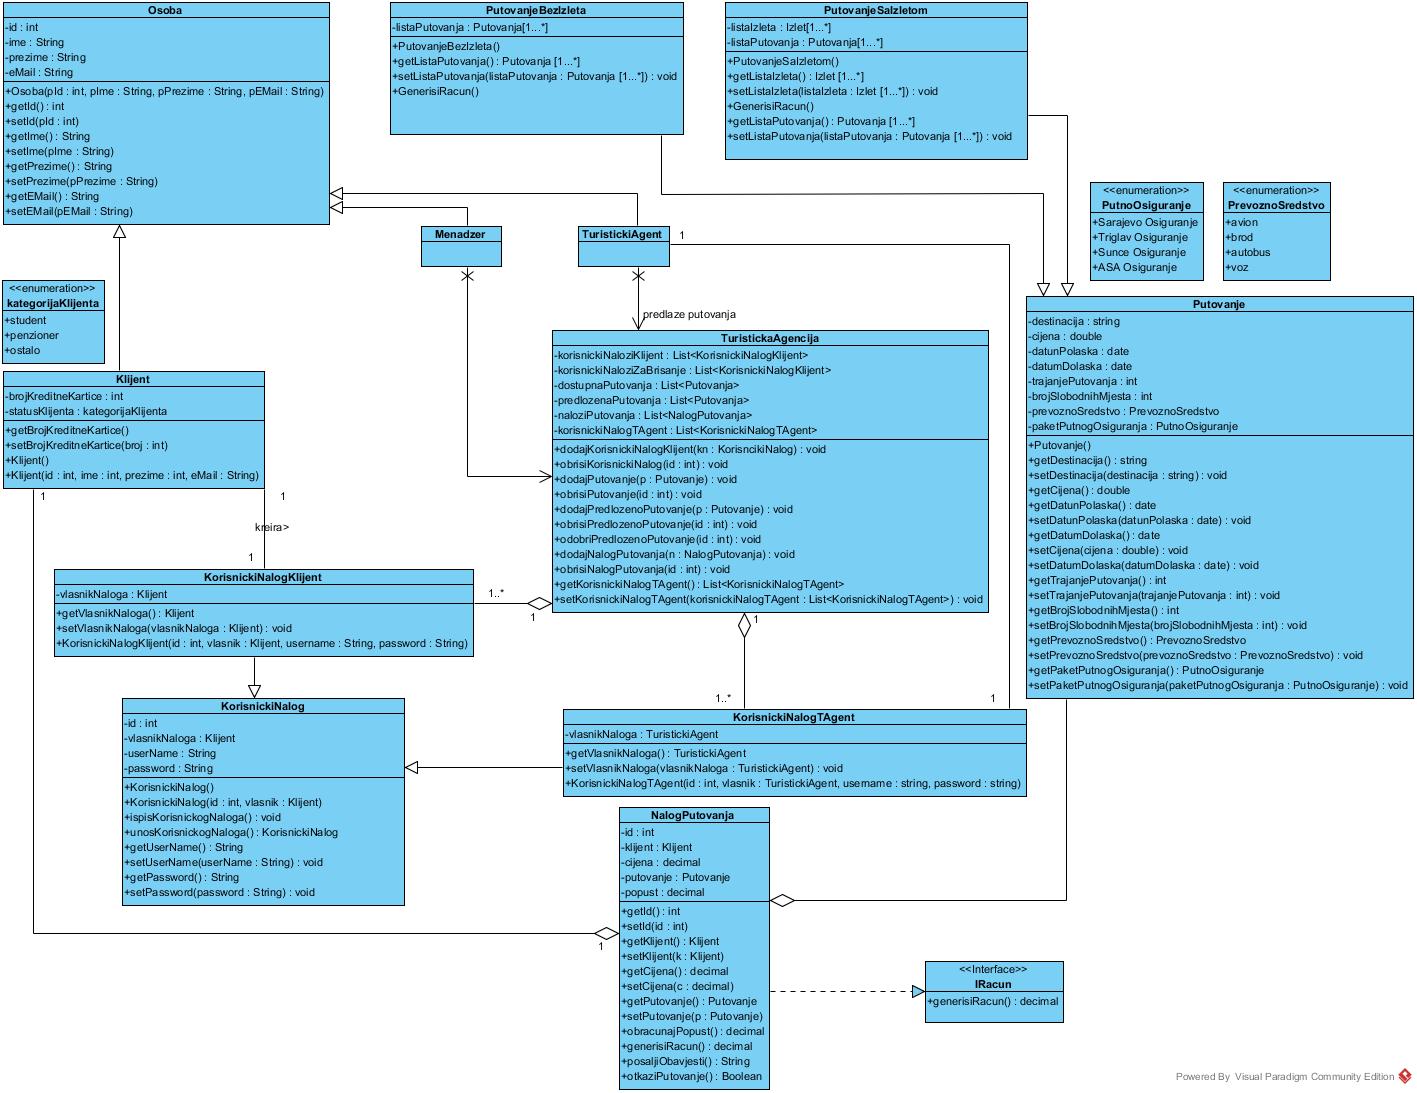 Osoba
-id : int
-ime : String
-prezime : String
-eMail : String
+Osoba(pId : int, pIme : String, pPrezime : String, pEMail : String)
+getId() : int
+setId(pId : int)
+getIme() : String
+setIme(pIme : String)
+getPrezime() : String
+setPrezime(pPrezime : String)
+getEMail() : String
+setEMail(pEMail : String)
PutovanjeBezIzleta
-listaPutovanja : Putovanja[1...*]
+PutovanjeBezIzleta()
+getListaPutovanja() : Putovanja [1...*]
+setListaPutovanja(listaPutovanja : Putovanja [1...*]) : void
+GenerisiRacun()
PutovanjeSaIzletom
-listaIzleta : Izlet[1...*]
-listaPutovanja : Putovanja[1...*]
+PutovanjeSaIzletom()
+getListaIzleta() : Izlet [1...*]
+setListaIzleta(listaIzleta : Izlet [1...*]) : void
+GenerisiRacun()
+getListaPutovanja() : Putovanja [1...*]
+setListaPutovanja(listaPutovanja : Putovanja [1...*]) : void
<<enumeration>>
PutnoOsiguranje
+Sarajevo Osiguranje
+Triglav Osiguranje
+Sunce Osiguranje
+ASA Osiguranje
<<enumeration>>
PrevoznoSredstvo
+avion
+brod
+autobus
+voz
Menadzer
TuristickiAgent
1
predlaze putovanja
<<enumeration>>
kategorijaKlijenta
+student
+penzioner
+ostalo
Klijent
-brojKreditneKartice : int
-statusKlijenta : kategorijaKlijenta
+getBrojKreditneKartice()
+setBrojKreditneKartice(broj : int)
+Klijent()
+Klijent(id : int, ime : int, prezime : int, eMail : String)
1
1
kreira>
1
TuristickaAgencija
-korisnickiNaloziKlijent : List<KorisnickiNalogKlijent>
-korisnickiNaloziZaBrisanje : List<KorisnickiNalogKlijent>
-dostupnaPutovanja : List<Putovanja>
-predlozenaPutovanja : List<Putovanja>
-naloziPutovanja : List<NalogPutovanja>
-korisnickiNalogTAgent : List<KorisnickiNalogTAgent>
+dodajKorisnickiNalogKlijent(kn : KorisncikiNalog) : void
+obrisiKorisnickiNalog(id : int) : void
+dodajPutovanje(p : Putovanje) : void
+obrisiPutovanje(id : int) : void
+dodajPredlozenoPutovanje(p : Putovanje) : void
+obrisiPredlozenoPutovanje(id : int) : void
+odobriPredlozenoPutovanje(id : int) : void
+dodajNalogPutovanja(n : NalogPutovanja) : void
+obrisiNalogPutovanja(id : int) : void
+getKorisnickiNalogTAgent() : List<KorisnickiNalogTAgent>
+setKorisnickiNalogTAgent(korisnickiNalogTAgent : List<KorisnickiNalogTAgent>) : void
Putovanje
-destinacija : string
-cijena : double
-datunPolaska : date
-datumDolaska : date
-trajanjePutovanja : int
-brojSlobodnihMjesta : int
-prevoznoSredstvo : PrevoznoSredstvo
-paketPutnogOsiguranja : PutnoOsiguranje
+Putovanje()
+getDestinacija() : string
+setDestinacija(destinacija : string) : void
+getCijena() : double
+getDatunPolaska() : date
+setDatunPolaska(datunPolaska : date) : void
+getDatumDolaska() : date
+setCijena(cijena : double) : void
+setDatumDolaska(datumDolaska : date) : void
+getTrajanjePutovanja() : int
+setTrajanjePutovanja(trajanjePutovanja : int) : void
+getBrojSlobodnihMjesta() : int
+setBrojSlobodnihMjesta(brojSlobodnihMjesta : int) : void
+getPrevoznoSredstvo() : PrevoznoSredstvo
+setPrevoznoSredstvo(prevoznoSredstvo : PrevoznoSredstvo) : void
+getPaketPutnogOsiguranja() : PutnoOsiguranje
+setPaketPutnogOsiguranja(paketPutnogOsiguranja : PutnoOsiguranje) : void
KorisnickiNalogKlijent
-vlasnikNaloga : Klijent
+getVlasnikNaloga() : Klijent
+setVlasnikNaloga(vlasnikNaloga : Klijent) : void
+KorisnickiNalogKlijent(id : int, vlasnik : Klijent, username : String, password : String)
1..*
1
1
1..*
1
KorisnickiNalog
-id : int
-vlasnikNaloga : Klijent
-userName : String
-password : String
+KorisnickiNalog()
+KorisnickiNalog(id : int, vlasnik : Klijent)
+ispisKorisnickogNaloga() : void
+unosKorisnickogNaloga() : KorisnickiNalog
+getUserName() : String
+setUserName(userName : String) : void
+getPassword() : String
+setPassword(password : String) : void
KorisnickiNalogTAgent
-vlasnikNaloga : TuristickiAgent
+getVlasnikNaloga() : TuristickiAgent
+setVlasnikNaloga(vlasnikNaloga : TuristickiAgent) : void
+KorisnickiNalogTAgent(id : int, vlasnik : TuristickiAgent, username : string, password : string)
NalogPutovanja
-id : int
-klijent : Klijent
-cijena : decimal
-putovanje : Putovanje
-popust : decimal
+getId() : int
+setId(id : int)
+getKlijent() : Klijent
+setKlijent(k : Klijent)
+getCijena() : decimal
+setCijena(c : decimal)
+getPutovanje() : Putovanje
+setPutovanje(p : Putovanje)
+obracunajPopust() : decimal
+generisiRacun() : decimal
+posaljiObavjesti() : String
+otkaziPutovanje() : Boolean
1
<<Interface>>
IRacun
+generisiRacun() : decimal
Powered By Visual Paradigm Community Edition